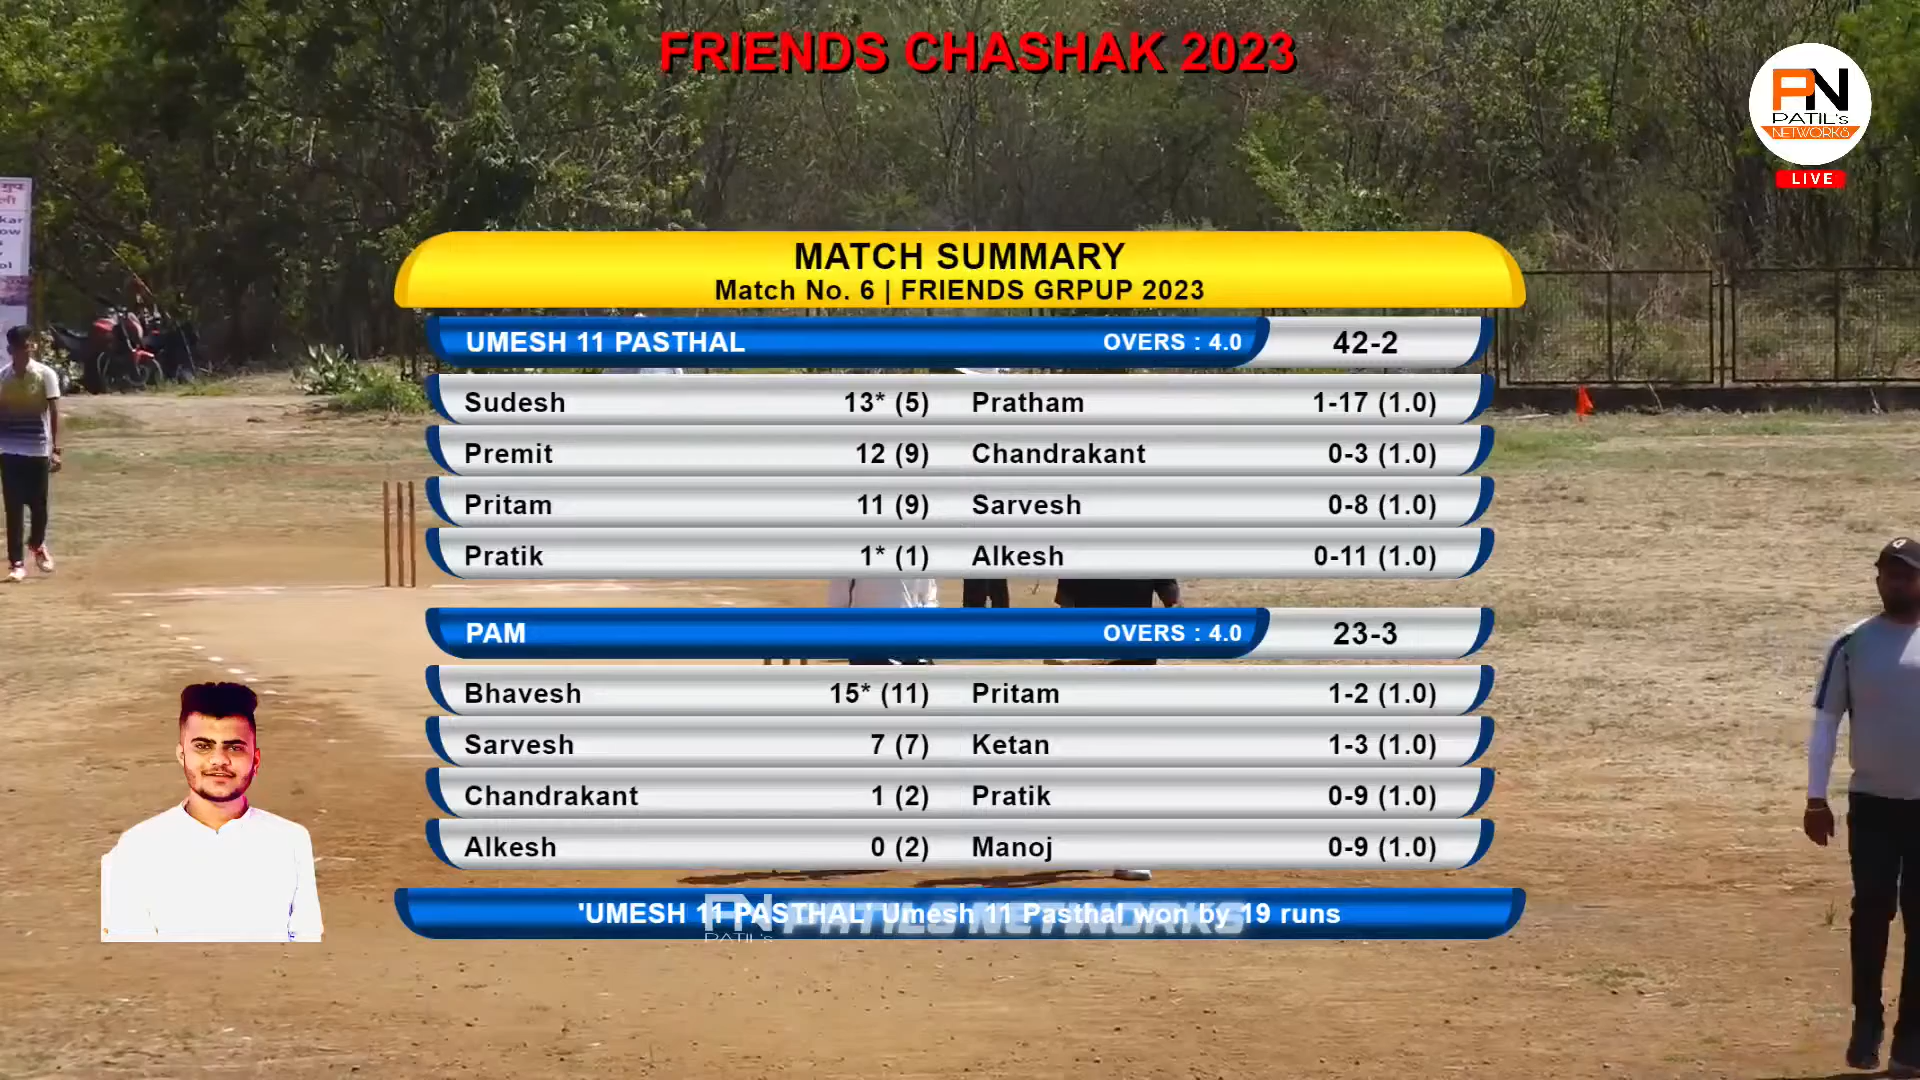 FRIENDS CHASHAK 2023
PN
PATIL's
NETWORKS
LIVE
MATCH SUMMARY
Match No. 6 | FRIENDS GRPUP 2023
UMESH 11 PASTHAL OVERS : 4.0 42-2
Sudesh 13* (5) Pratham 1-17 (1.0)
Premit 12 (9) Chandrakant 0-3 (1.0)
Pritam 11 (9) Sarvesh 0-8 (1.0)
Pratik 1* (1) Alkesh 0-11 (1.0)
PAM OVERS : 4.0 23-3
Bhavesh 15* (11) Pritam 1-2 (1.0)
Sarvesh 7 (7) Ketan 1-3 (1.0)
Chandrakant 1 (2) Pratik 0-9 (1.0)
Alkesh 0 (2) Manoj 0-9 (1.0)
'UMESH 11 PASTHAL' Umesh 11 Pasthal won by 19 runs
PN PATILS NETWORKS
PATIL's